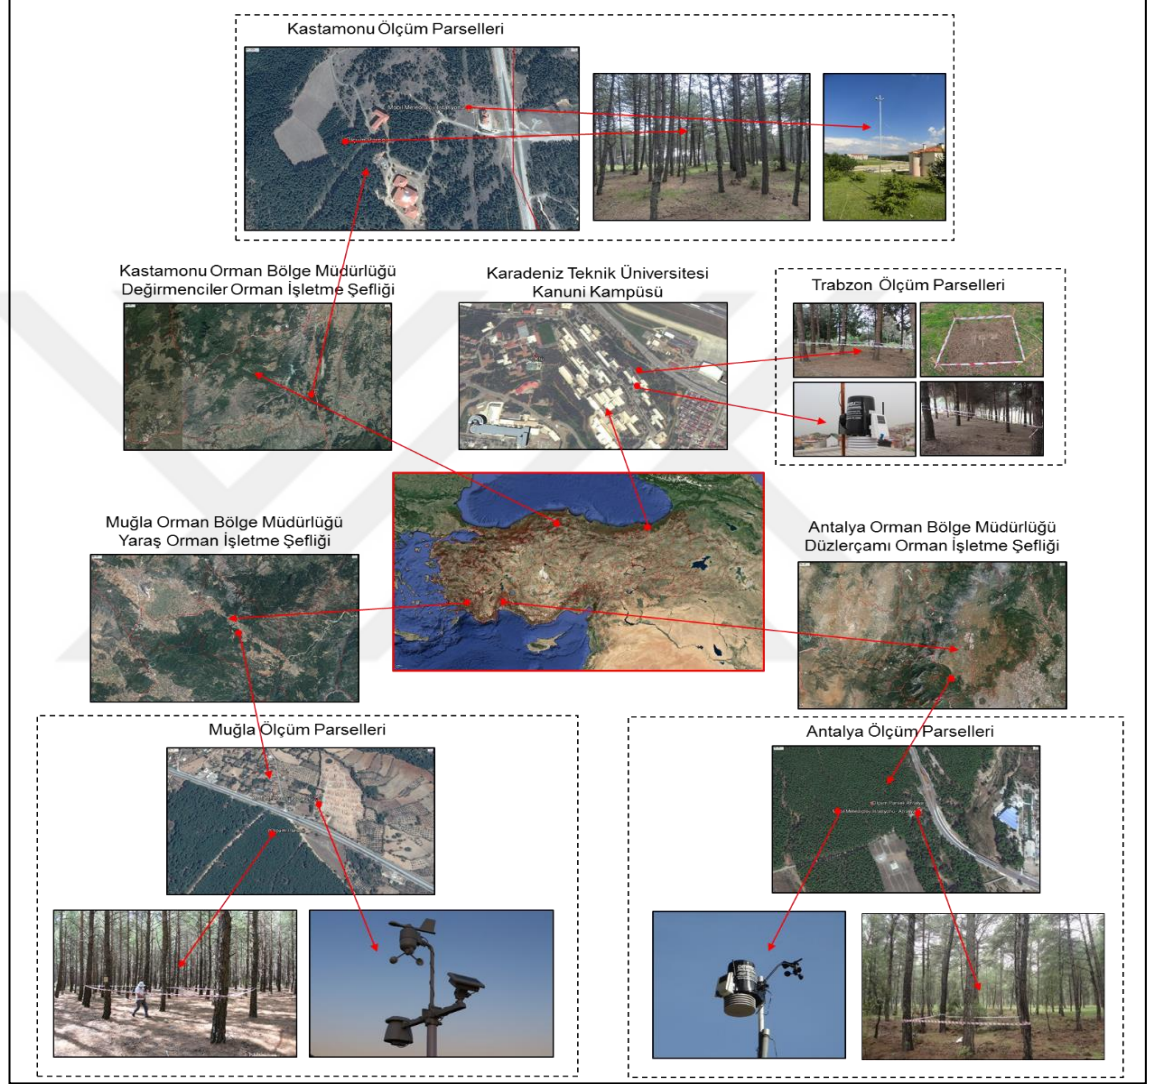 Kastamonu Ölçüm Parselleri
Kastamonu Orman Bölge Müdürlüğü
Değirmenciler Orman İşletme Şefliği
Karadeniz Teknik Üniversitesi
Kanuni Kampüsü
Trabzon Ölçüm Parselleri
Muğla Orman Bölge Müdürlüğü
Yaraş Orman İşletme Şefliği
Antalya Orman Bölge Müdürlüğü
Düzlerçamı Orman İşletme Şefliği
Muğla Ölçüm Parselleri
Antalya Ölçüm Parselleri